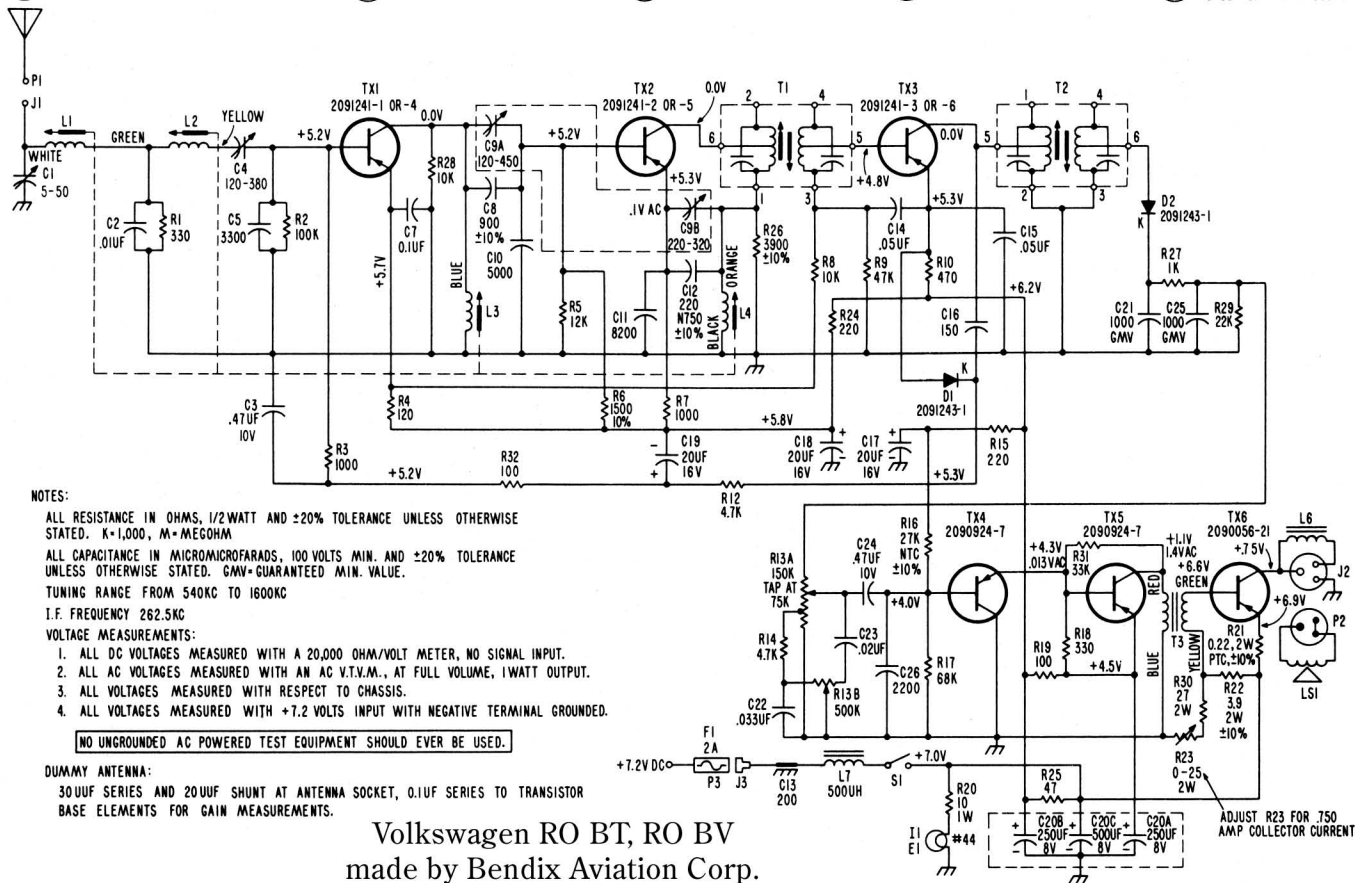 P1
J1
L1
WHITE
C1
5-50
GREEN
L2
YELLOW
C4
120-380
C2
.01UF
R1
330
C5
3300
R2
100K
+5.2V
TX1
2091241-1 OR-4
0.0V
R28
10K
C7
0.1UF
+5.7V
C9A
120-450
C8
900
±10%
C10
5000
BLUE
L3
+5.2V
R5
12K
TX2
2091241-2 OR -5
0.0V
+5.3V
.1V AC
C9B
220-320
C12
220
N750
±10%
C11
8200
ORANGE
BLACK
L4
T1
2
4
6
5
1
3
R26
3900
±10%
+4.8V
TX3
2091241-3 OR -6
0.0V
+5.3V
C14
.05UF
R8
10K
R9
47K
R10
470
C15
.05UF
+6.2V
R24
220
C16
150
T2
1
4
5
6
2
3
D2
K
2091243-1
R27
1K
C21
1000
GMV
C25
1000
GMV
R29
22K
K
D1
2091243-1
C3
.47UF
10V
R3
1000
R4
120
R6
1500
10%
R7
1000
+5.8V
C19
20UF
16V
-
+
C18
20UF
16V
+
-
C17
20UF
16V
+
-
R15
220
+5.2V
R32
100
R12
4.7K
+5.3V
NOTES:
ALL RESISTANCE IN OHMS, 1/2 WATT AND ±20% TOLERANCE UNLESS OTHERWISE
STATED. K=1,000, M=MEGOHM
ALL CAPACITANCE IN MICROMICROFARADS, 100 VOLTS MIN. AND ±20% TOLERANCE
UNLESS OTHERWISE STATED. GMV=GUARANTEED MIN. VALUE.
TUNING RANGE FROM 540KC TO 1600KC
I.F. FREQUENCY 262.5KC
VOLTAGE MEASUREMENTS:
1. ALL DC VOLTAGES MEASURED WITH A 20,000 OHM/VOLT METER, NO SIGNAL INPUT.
2. ALL AC VOLTAGES MEASURED WITH AN AC V.T.V.M., AT FULL VOLUME, 1WATT OUTPUT.
3. ALL VOLTAGES MEASURED WITH RESPECT TO CHASSIS.
4. ALL VOLTAGES MEASURED WITH +7.2 VOLTS INPUT WITH NEGATIVE TERMINAL GROUNDED.
NO UNGROUNDED AC POWERED TEST EQUIPMENT SHOULD EVER BE USED.
DUMMY ANTENNA:
30 UUF SERIES AND 20 UUF SHUNT AT ANTENNA SOCKET, 0.1UF SERIES TO TRANSISTOR
BASE ELEMENTS FOR GAIN MEASUREMENTS.
R13A
150K
TAP AT
75K
R14
4.7K
C22
.033UF
C24
.47UF
10V
C23
.02UF
R13B
500K
C26
2200
+4.0V
R16
27K
NTC
±10%
R17
68K
TX4
2090924-7
+4.3V
.013VAC
R31
33K
TX5
2090924-7
R19
100
R18
330
+4.5V
+1.1V
1.4VAC
+6.6V
RED
GREEN
BLUE
YELLOW
T3
TX6
2090056-21
+.75V
+6.9V
L6
J2
P2
LS1
R21
0.22, 2W
PTC, ±10%
R22
3.9
2W
±10%
R30
27
2W
R23
0-25
2W
ADJUST R23 FOR .750
AMP COLLECTOR CURRENT
+7.2V DC
F1
2A
P3
J3
C13
200
L7
500UH
S1
+7.0V
R20
10
1W
I1
E1
#44
R25
47
+
C20B
250UF
-
8V
+
C20C
500UF
-
8V
+
C20A
250UF
-
8V
Volkswagen RO BT, RO BV
made by Bendix Aviation Corp.